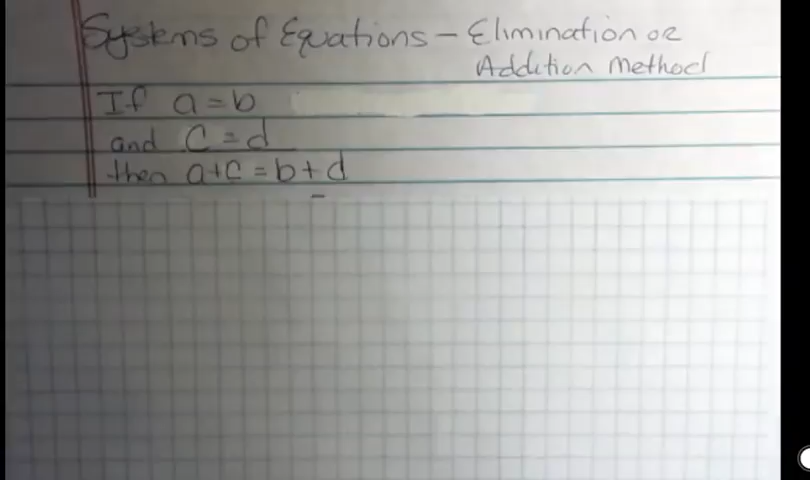 Systems of Equations - Elimination or
Addition Method
If a = b
and C = d
then a + c = b + d